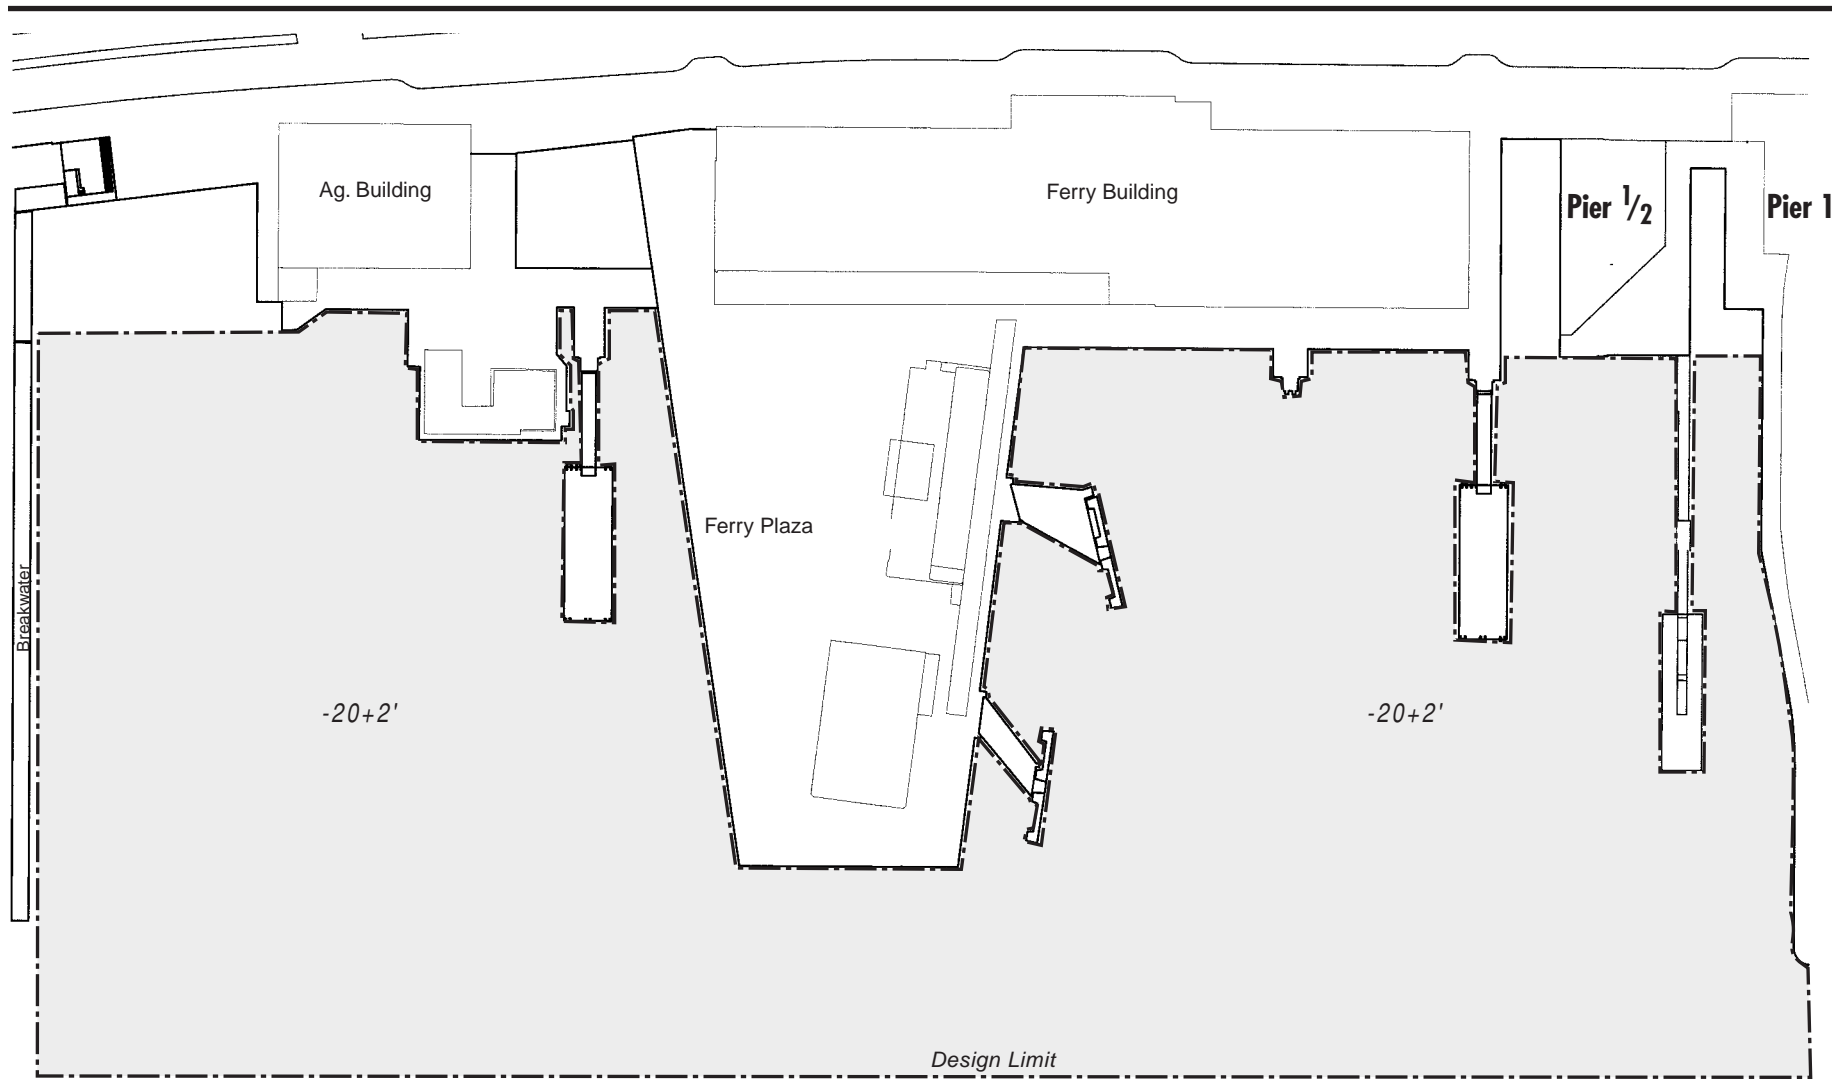 Ag. Building
Ferry Building
Pier 1/2
Pier 1
Ferry Plaza
Breakwater
-20+2'
-20+2'
Design Limit